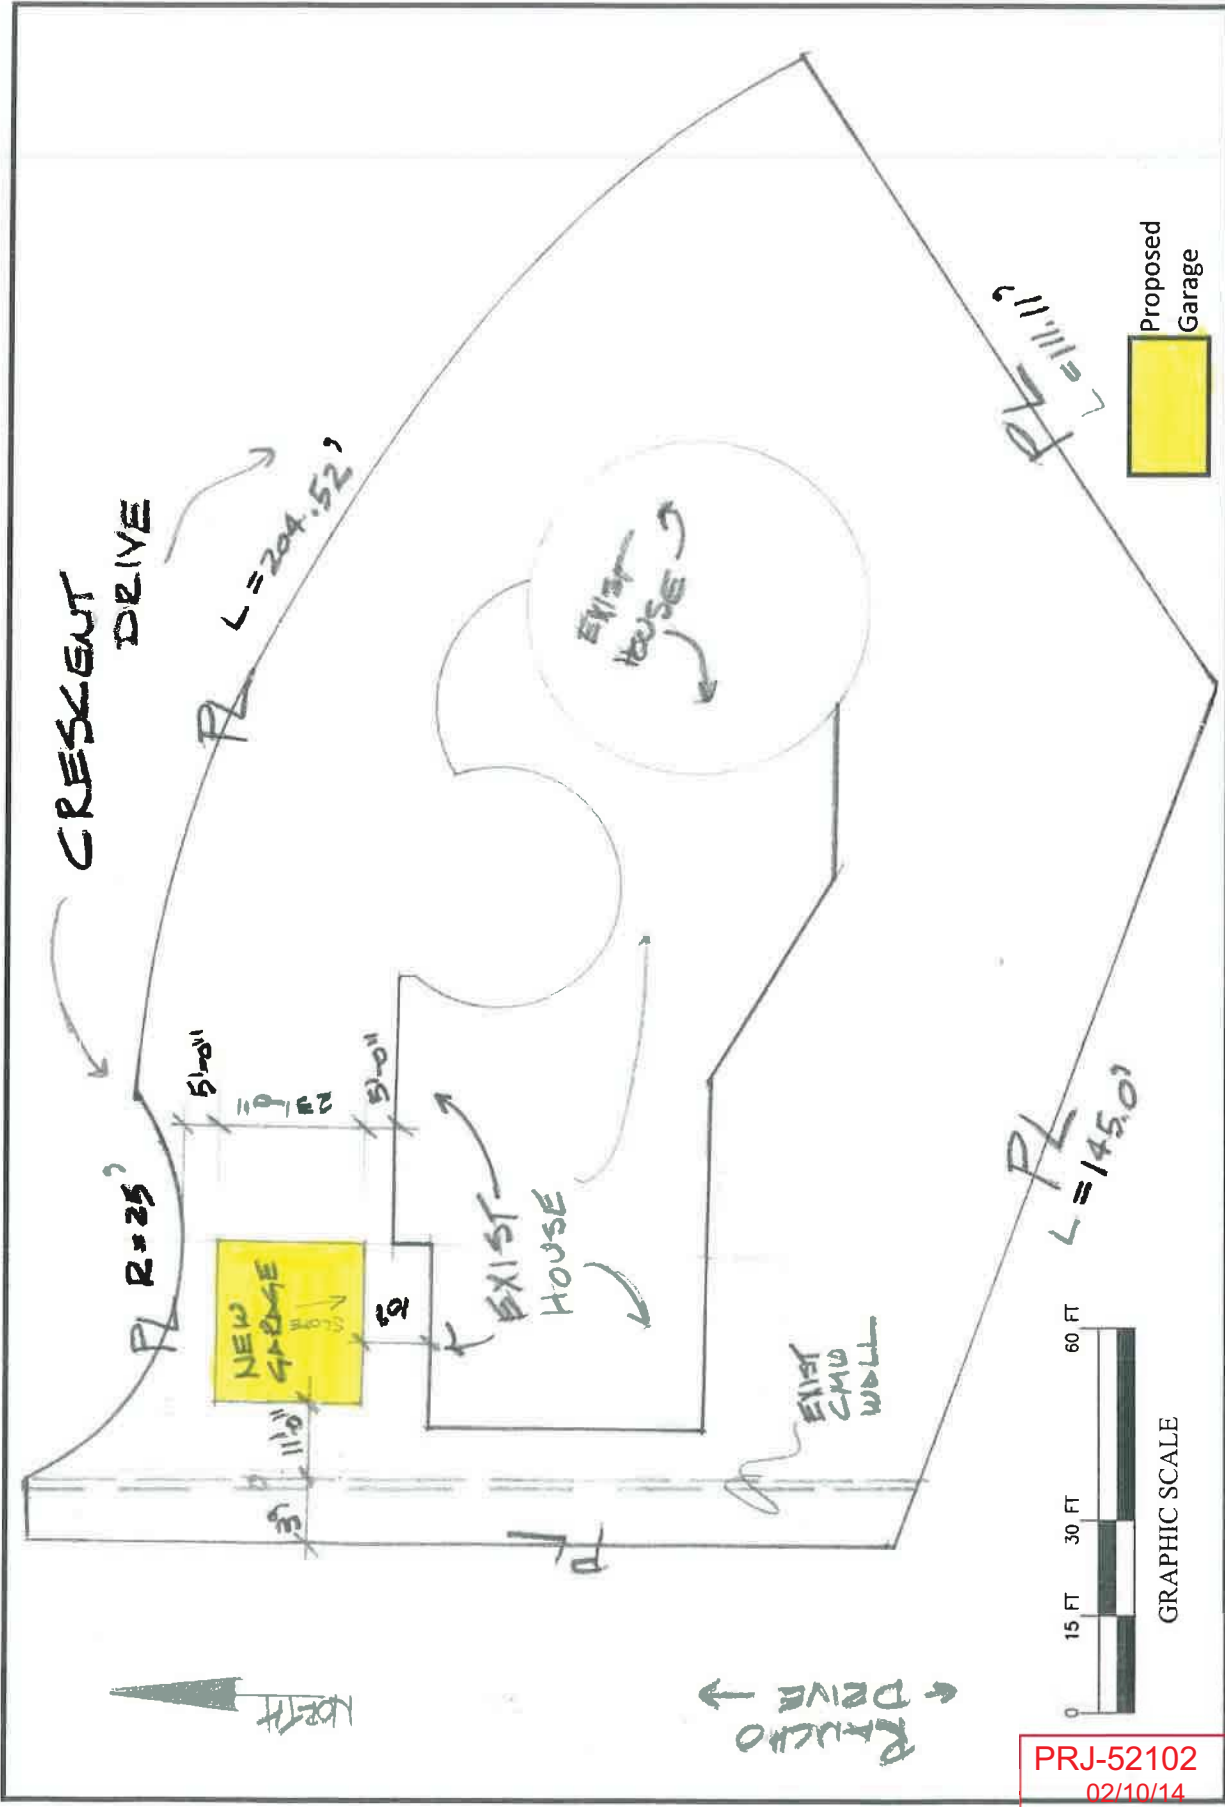 CRESCENT
DRIVE
L = 204.52'
PL
R = 25'
PL
5'-0"
23'-0"
5'-0"
NEW
GARAGE
SLOPE
11'-0"
EXIST
HOUSE
EXIST
HOUSE
EXIST
CMU
WALL
PL
PL
L = 111.11'
PL
L = 145.0'
NORTH
RANCHO
DRIVE
Proposed
Garage
0 15 FT 30 FT 60 FT
GRAPHIC SCALE
PRJ-52102
02/10/14